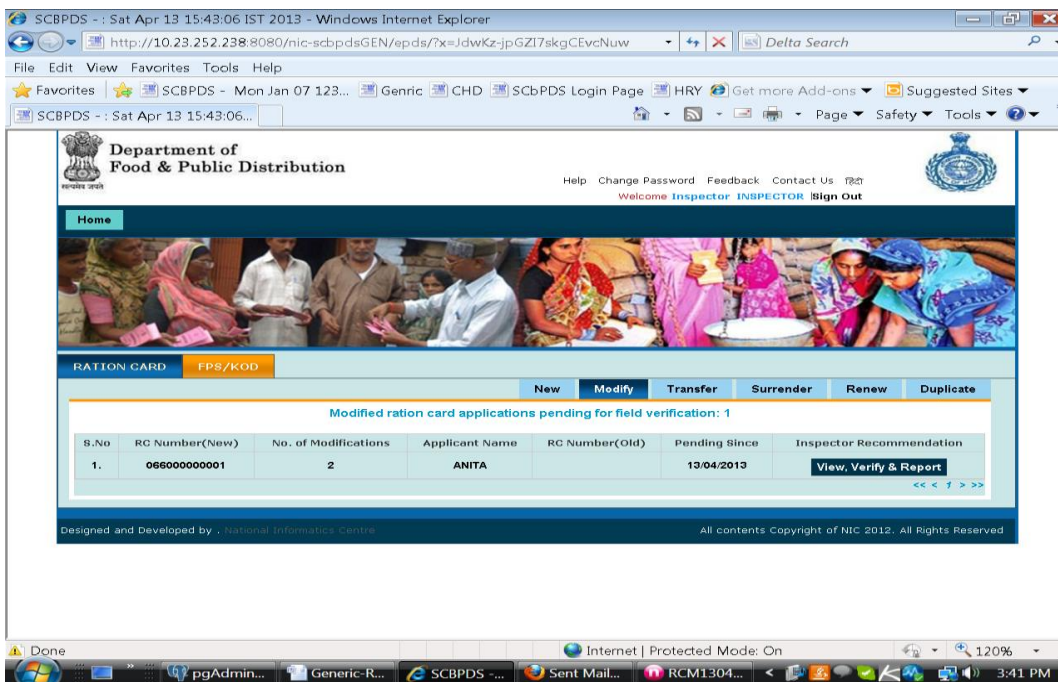 SCBPDS - : Sat Apr 13 15:43:06 IST 2013 - Windows Internet Explorer
http://10.23.252.238:8080/nic-scbpdsGEN/epds/?x=JdwKz-jpGZI7skgCEvcNuw
Delta Search
File Edit View Favorites Tools Help
Favorites SCBPDS - Mon Jan 07 123... Genric CHD SCbPDS Login Page HRY Get more Add-ons Suggested Sites
SCBPDS - : Sat Apr 13 15:43:06... Page Safety Tools
Department of
Food & Public Distribution
सत्यमेव जयते
Help Change Password Feedback Contact Us हिंदी
Welcome Inspector INSPECTOR |Sign Out
Home
RATION CARD FPS/KOD
New Modify Transfer Surrender Renew Duplicate
Modified ration card applications pending for field verification: 1
S.No RC Number(New) No. of Modifications Applicant Name RC Number(Old) Pending Since Inspector Recommendation
1. 066000000001 2 ANITA 13/04/2013 View, Verify & Report
<< < 1 > >>
Designed and Developed by . National Informatics Centre All contents Copyright of NIC 2012. All Rights Reserved
Done Internet | Protected Mode: On 120%
pgAdmin... Generic-R... SCBPDS -... Sent Mail... RCM1304... 3:41 PM